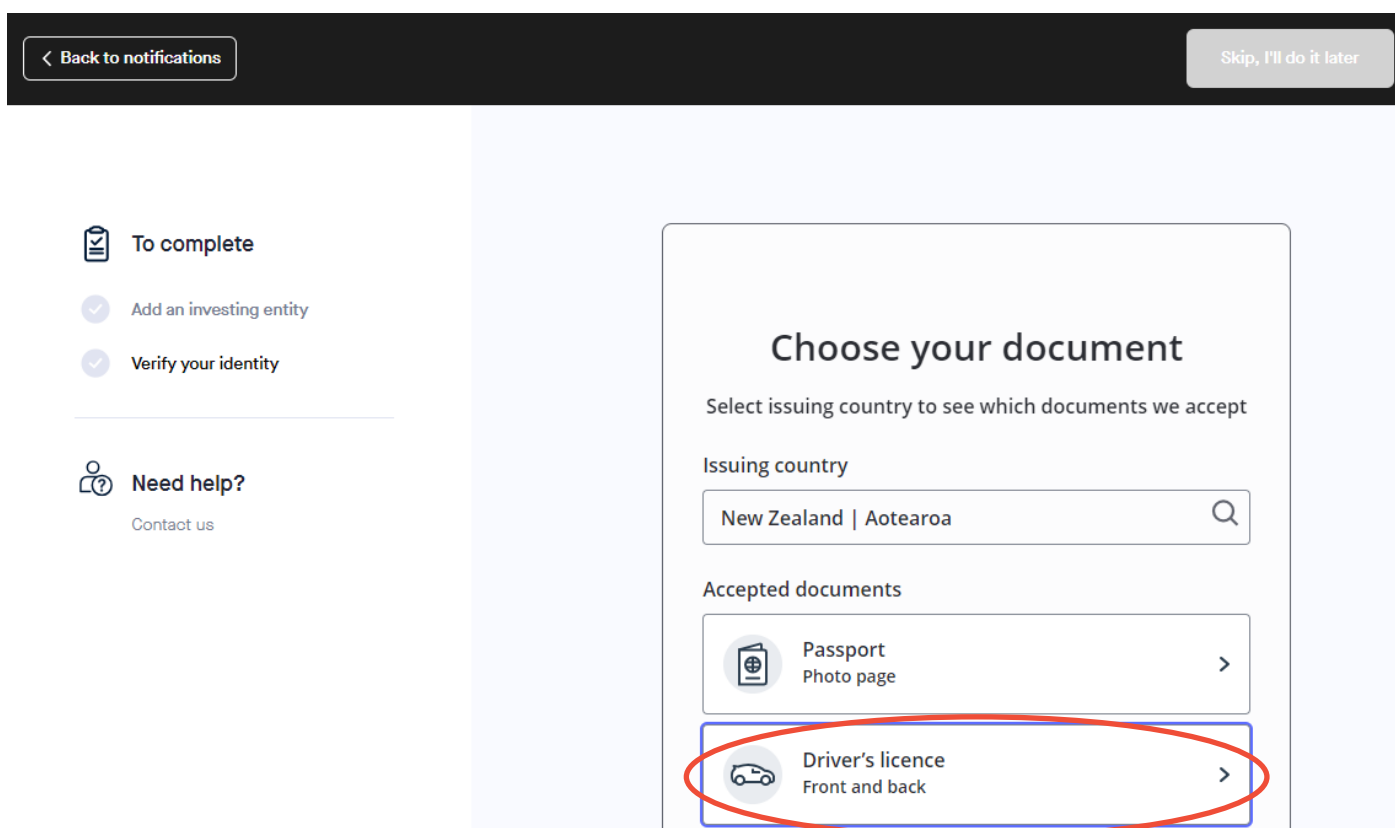 Back to notifications
Skip, I'll do it later
To complete
Add an investing entity
Verify your identity
Need help?
Contact us
Choose your document
Select issuing country to see which documents we accept
Issuing country
New Zealand | Aotearoa
Accepted documents
Passport
Photo page
Driver's licence
Front and back